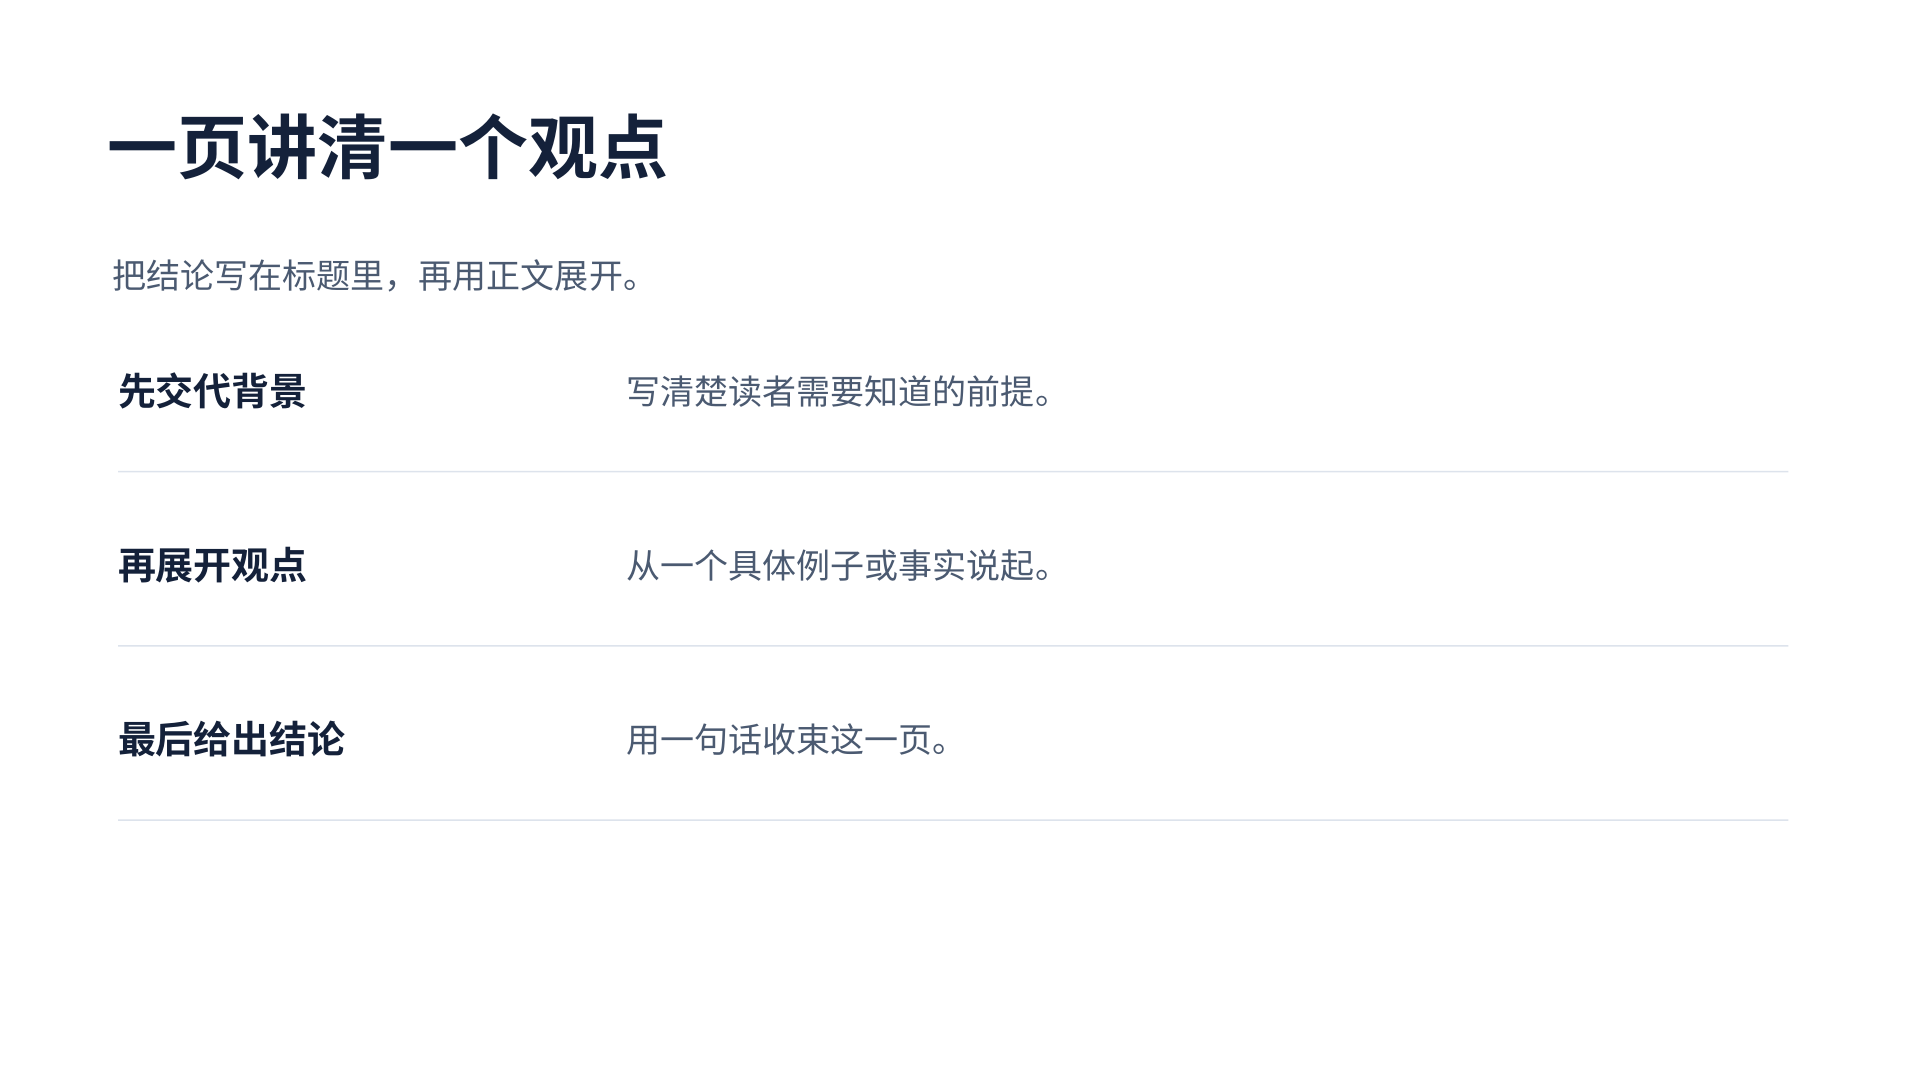 一页讲清一个观点
把结论写在标题里，再用正文展开。
先交代背景
写清楚读者需要知道的前提。
再展开观点
从一个具体例子或事实说起。
最后给出结论
用一句话收束这一页。